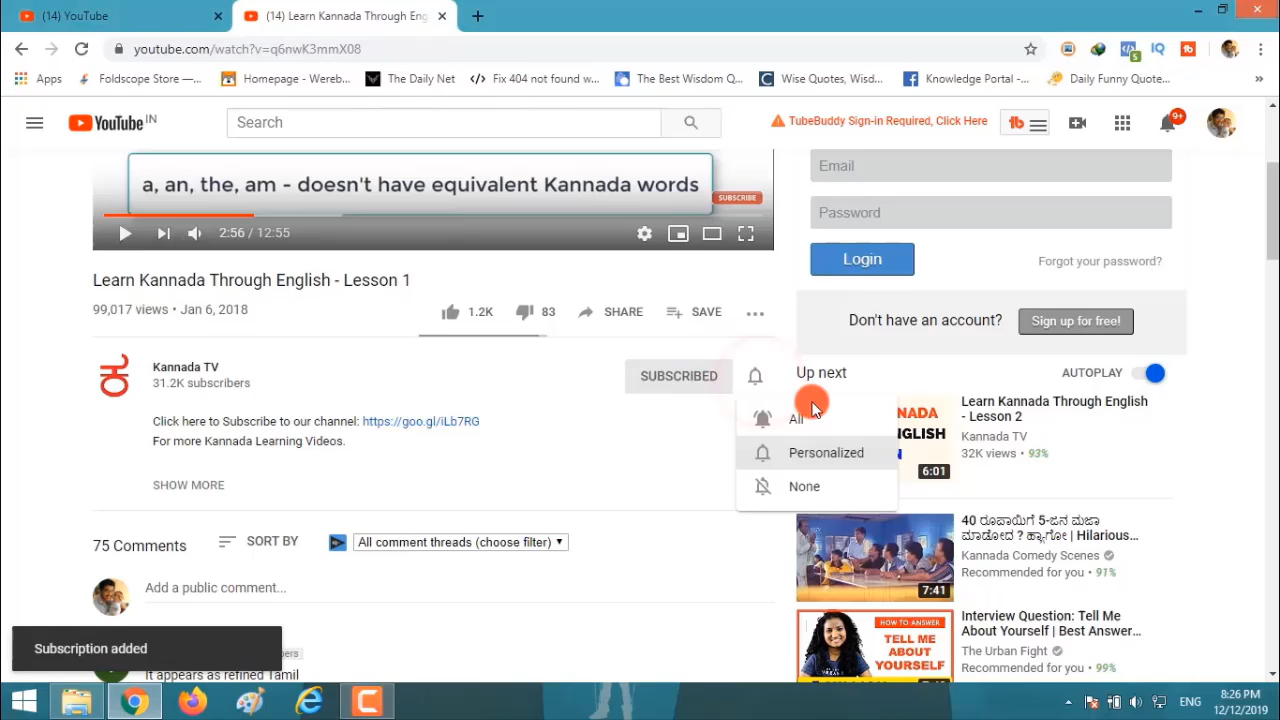 (14) YouTube
(14) Learn Kannada Through Eng
youtube.com/watch?v=q6nwK3mmX08
Apps
Foldscope Store —...
Homepage - Wereb...
The Daily Net
Fix 404 not found w...
The Best Wisdom Q...
Wise Quotes, Wisd...
Knowledge Portal -...
Daily Funny Quote...
YouTube IN
Search
TubeBuddy Sign-in Required, Click Here
9+
a, an, the, am - doesn't have equivalent Kannada words
SUBSCRIBE
2:56 / 12:55
Email
Password
Login
Forgot your password?
Don't have an account?
Sign up for free!
Learn Kannada Through English - Lesson 1
99,017 views • Jan 6, 2018
1.2K
83
SHARE
SAVE
Kannada TV
31.2K subscribers
SUBSCRIBED
All
Personalized
None
Click here to Subscribe to our channel: https://goo.gl/iLb7RG
For more Kannada Learning Videos.
SHOW MORE
75 Comments
SORT BY
All comment threads (choose filter)
Add a public comment...
It appears as refined Tamil
Subscription added
Up next
AUTOPLAY
6:01
Learn Kannada Through English
- Lesson 2
Kannada TV
32K views • 93%
7:41
40 ರೂಪಾಯಿಗೆ 5-ಜನ ಮಜಾ
ಮಾಡೋದ ? ಹ್ಯಾಗೋ | Hilarious...
Kannada Comedy Scenes
Recommended for you • 91%
HOW TO ANSWER
TELL ME
ABOUT
YOURSELF
Interview Question: Tell Me
About Yourself | Best Answer...
The Urban Fight
Recommended for you • 99%
ENG
8:26 PM
12/12/2019